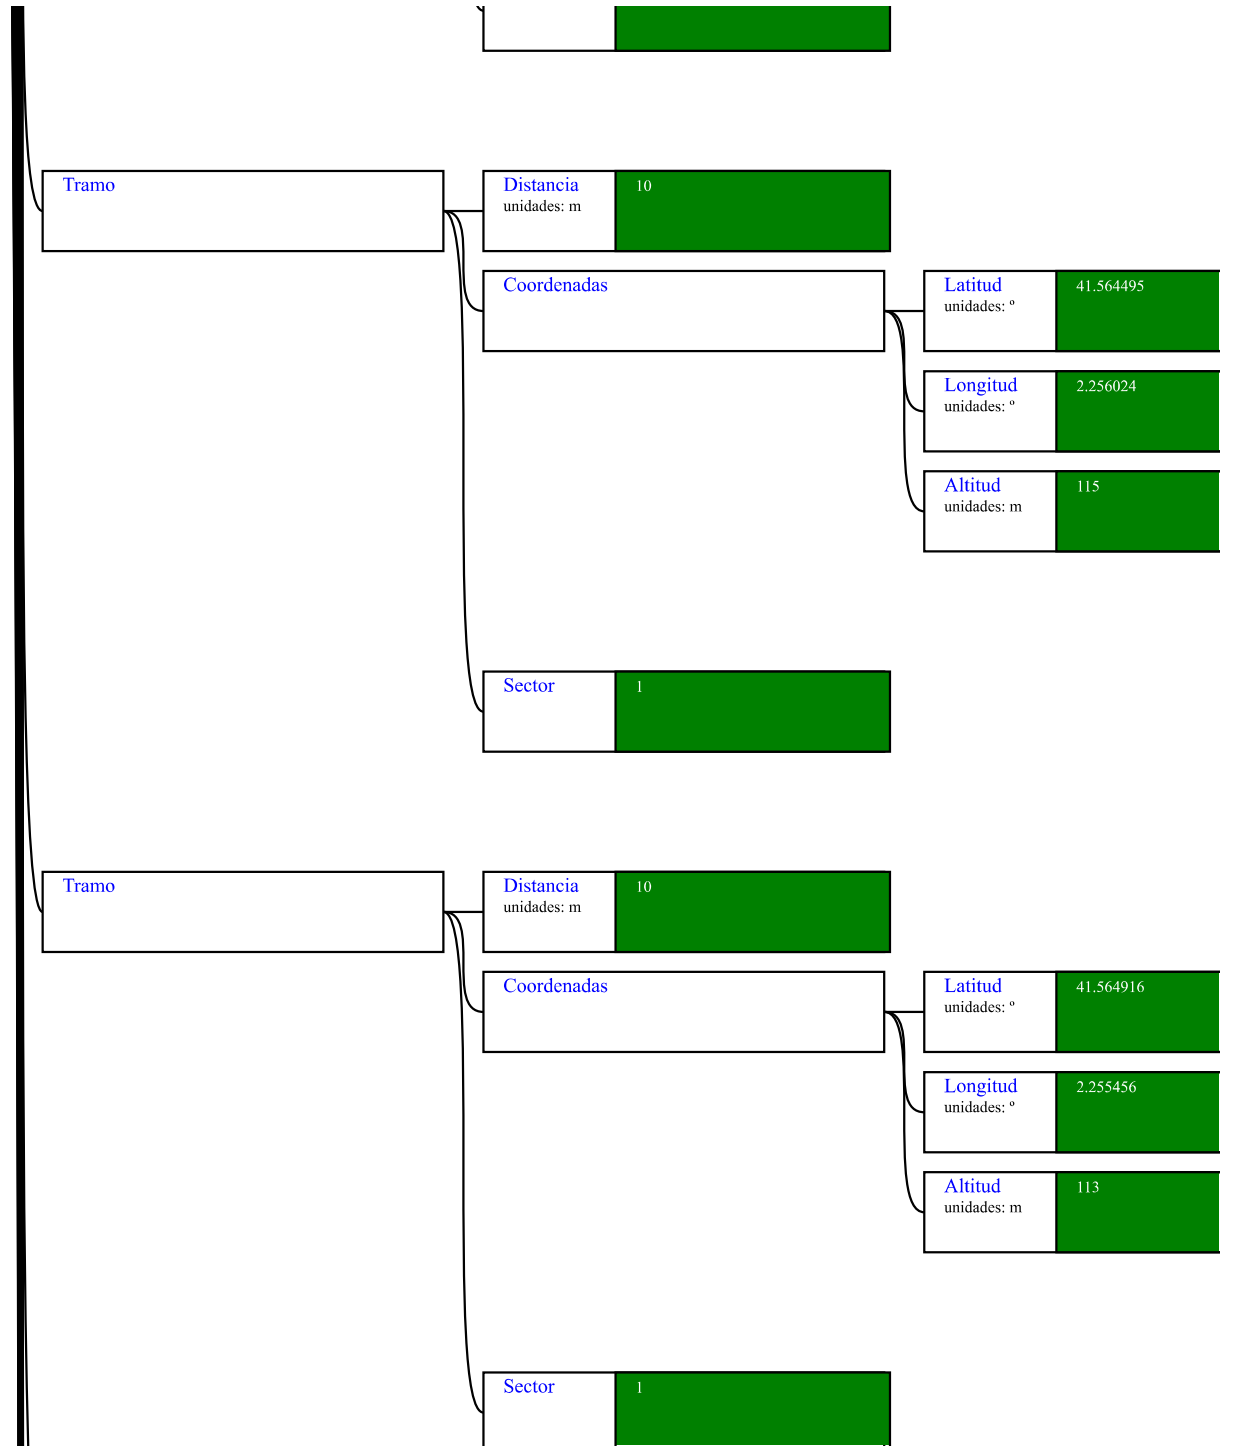 Tramo
Distancia
unidades: m
10
Coordenadas
Latitud
unidades: º
41.564495
Longitud
unidades: º
2.256024
Altitud
unidades: m
115
Sector
1
Tramo
Distancia
unidades: m
10
Coordenadas
Latitud
unidades: º
41.564916
Longitud
unidades: º
2.255456
Altitud
unidades: m
113
Sector
1